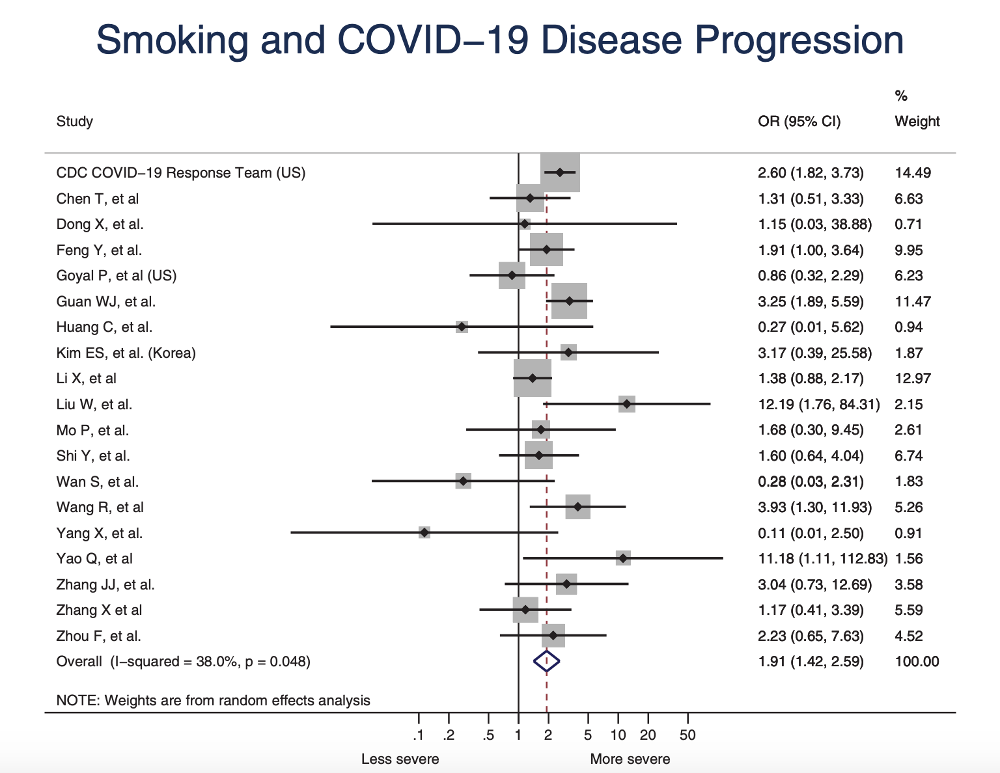 Smoking and COVID–19 Disease Progression
%
Study OR (95% CI) Weight
CDC COVID–19 Response Team (US) 2.60 (1.82, 3.73) 14.49
Chen T, et al 1.31 (0.51, 3.33) 6.63
Dong X, et al. 1.15 (0.03, 38.88) 0.71
Feng Y, et al. 1.91 (1.00, 3.64) 9.95
Goyal P, et al (US) 0.86 (0.32, 2.29) 6.23
Guan WJ, et al. 3.25 (1.89, 5.59) 11.47
Huang C, et al. 0.27 (0.01, 5.62) 0.94
Kim ES, et al. (Korea) 3.17 (0.39, 25.58) 1.87
Li X, et al 1.38 (0.88, 2.17) 12.97
Liu W, et al. 12.19 (1.76, 84.31) 2.15
Mo P, et al. 1.68 (0.30, 9.45) 2.61
Shi Y, et al. 1.60 (0.64, 4.04) 6.74
Wan S, et al. 0.28 (0.03, 2.31) 1.83
Wang R, et al 3.93 (1.30, 11.93) 5.26
Yang X, et al. 0.11 (0.01, 2.50) 0.91
Yao Q, et al 11.18 (1.11, 112.83) 1.56
Zhang JJ, et al. 3.04 (0.73, 12.69) 3.58
Zhang X et al 1.17 (0.41, 3.39) 5.59
Zhou F, et al. 2.23 (0.65, 7.63) 4.52
Overall (I–squared = 38.0%, p = 0.048) 1.91 (1.42, 2.59) 100.00
NOTE: Weights are from random effects analysis
.1 .2 .5 1 2 5 10 20 50
Less severe More severe